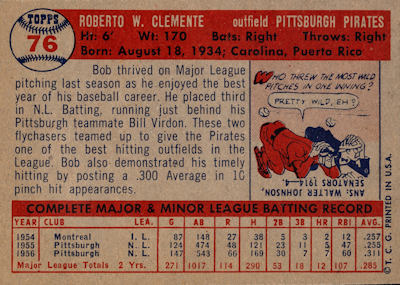 TOPPS
76
ROBERTO W. CLEMENTE outfield PITTSBURGH PIRATES
Ht: 6' Wt: 170 Bats: Right Throws: Right
Born: August 18, 1934; Carolina, Puerto Rico
Bob thrived on Major League
pitching last season as he enjoyed the
best year of his baseball career. He placed third
in N.L. Batting, running just behind his
Pittsburgh teammate Bill Virdon. These two
flychasers teamed up to give the Pirates
one of the best hitting outfields in the
League. Bob also demonstrated his timely
hitting by posting a .300 Average in 10
pinch hit appearances.
WHO THREW THE MOST WILD
PITCHES IN ONE INNING?
PRETTY WILD, EH?
ANS. WALTER JOHNSON,
SENATORS 1914-4.
COMPLETE MAJOR & MINOR LEAGUE BATTING RECORD
YEAR CLUB LEA. G AB R H 2B 3B HR RBI AVG.
1954 Montreal N. L. 87 148 27 38 5 3 2 12 .257
1955 Pittsburgh N. L. 124 474 48 121 23 11 5 47 .255
1956 Pittsburgh N. L. 147 543 66 169 30 7 7 60 .311
Major League Totals 2 Yrs. 271 1017 114 290 53 18 12 107 .285
© T. C. G. PRINTED IN U.S.A.